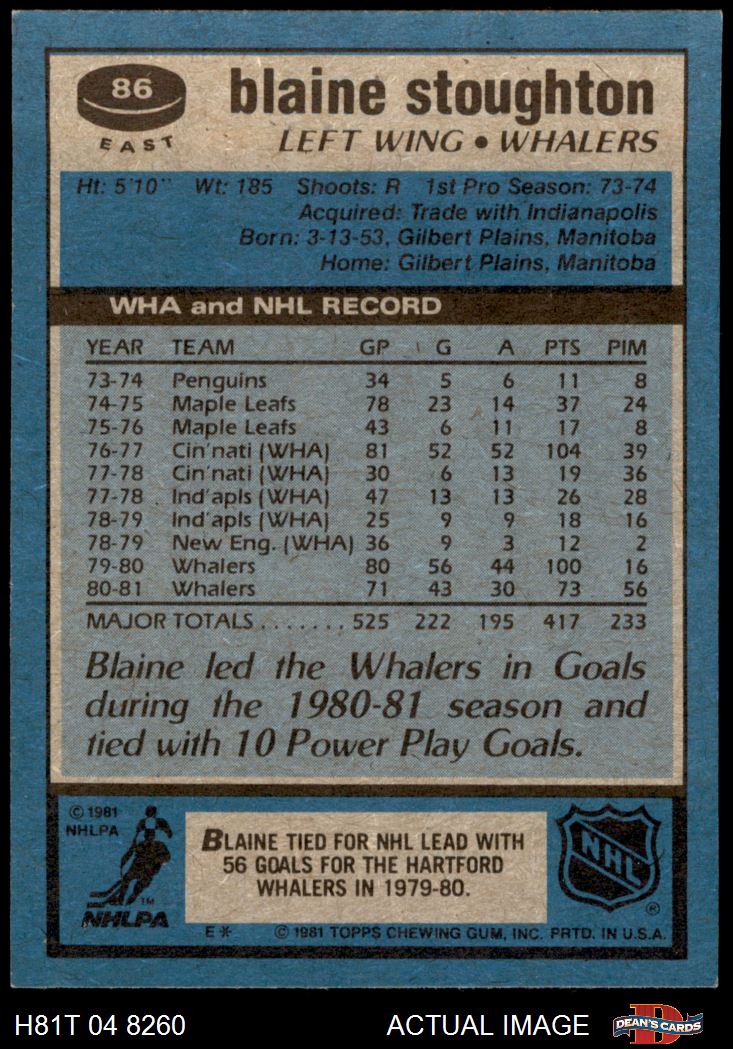 86
EAST
blaine stoughton
LEFT WING • WHALERS
Ht: 5'10" Wt: 185 Shoots: R 1st Pro Season: 73-74
Acquired: Trade with Indianapolis
Born: 3-13-53, Gilbert Plains, Manitoba
Home: Gilbert Plains, Manitoba
WHA and NHL RECORD
YEAR TEAM GP G A PTS PIM
73-74 Penguins 34 5 6 11 8
74-75 Maple Leafs 78 23 14 37 24
75-76 Maple Leafs 43 6 11 17 8
76-77 Cin'nati (WHA) 81 52 52 104 39
77-78 Cin'nati (WHA) 30 6 13 19 36
77-78 Ind'apls (WHA) 47 13 13 26 28
78-79 Ind'apls (WHA) 25 9 9 18 16
78-79 New Eng. (WHA) 36 9 3 12 2
79-80 Whalers 80 56 44 100 16
80-81 Whalers 71 43 30 73 56
MAJOR TOTALS ....... 525 222 195 417 233
Blaine led the Whalers in Goals
during the 1980-81 season and
tied with 10 Power Play Goals.
© 1981
NHLPA
TM
NHLPA
BLAINE TIED FOR NHL LEAD WITH
56 GOALS FOR THE HARTFORD
WHALERS IN 1979-80.
NHL
®
E* © 1981 TOPPS CHEWING GUM, INC. PRTD. IN U.S.A.
H81T 04 8260 ACTUAL IMAGE
D
DEAN'S CARDS